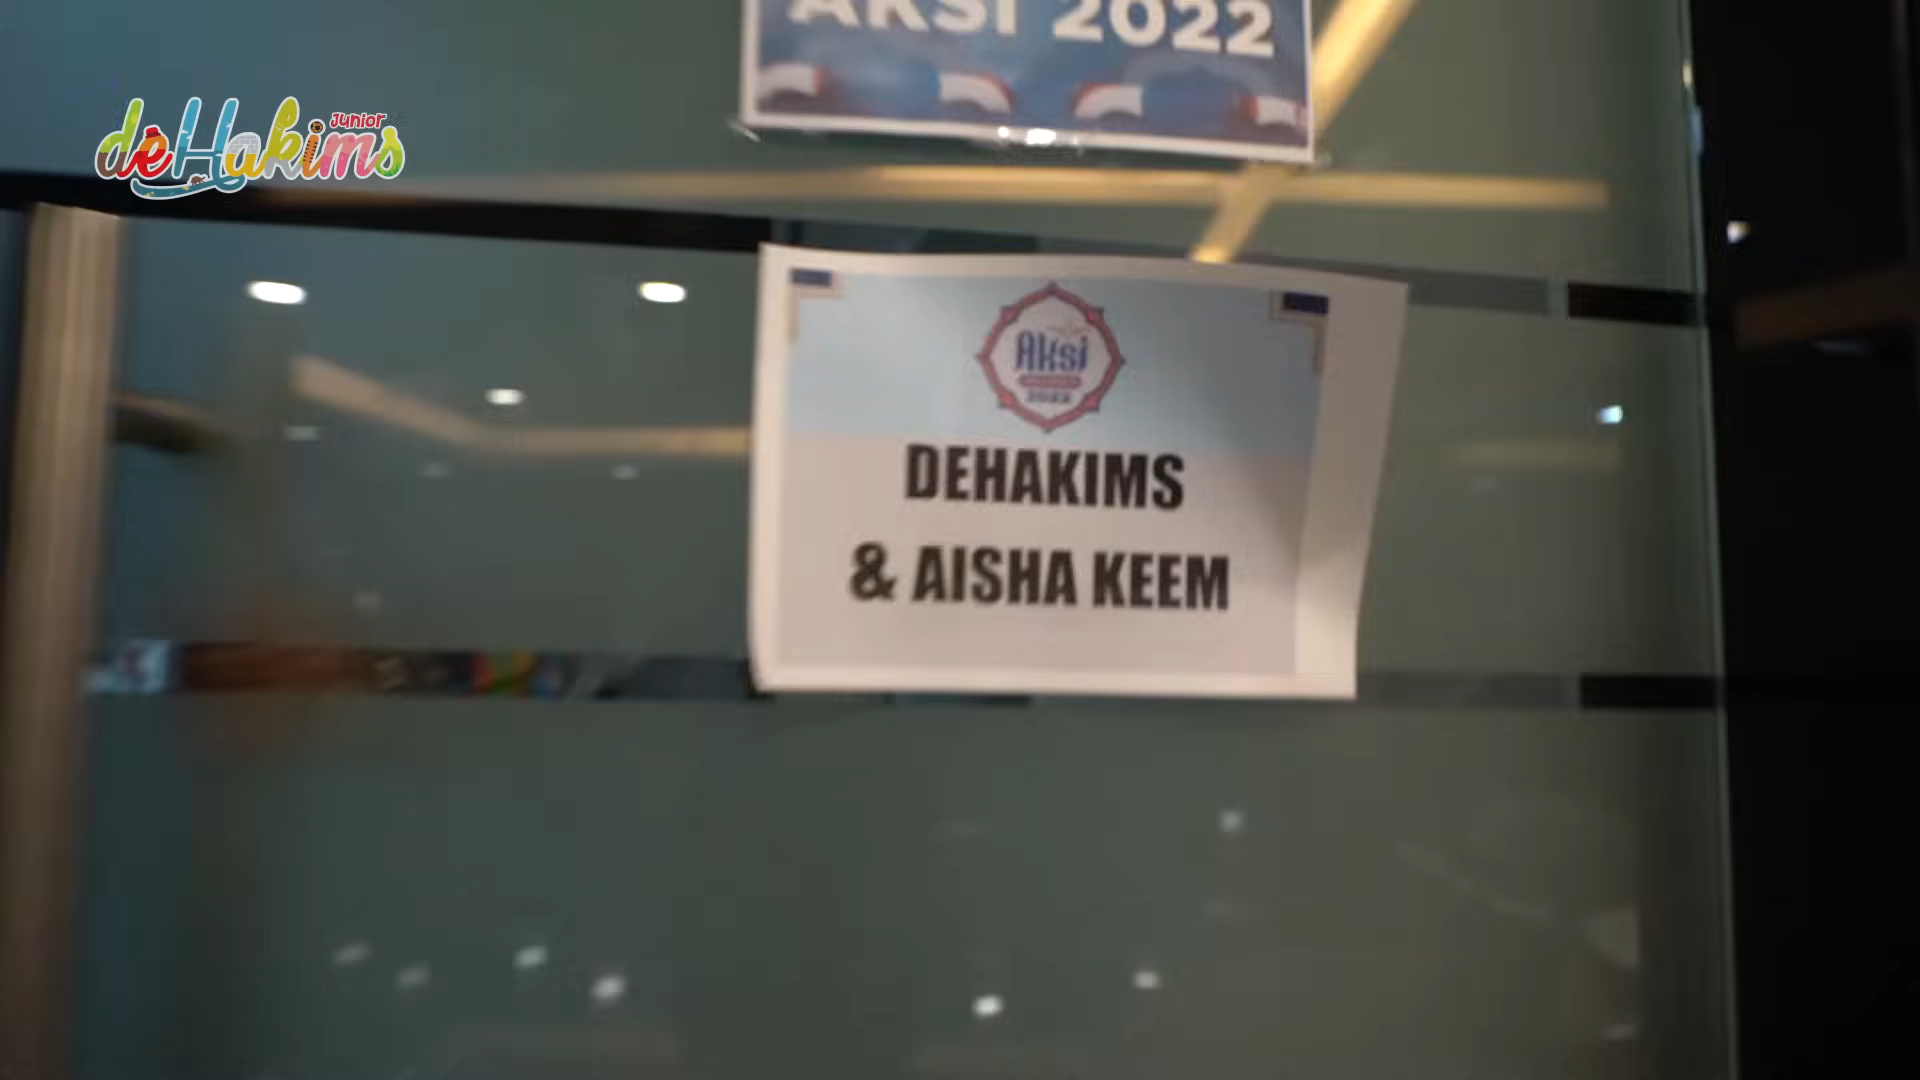 AKSI 2022
deHakims Junior
Aksi
2022
DEHAKIMS
& AISHA KEEM